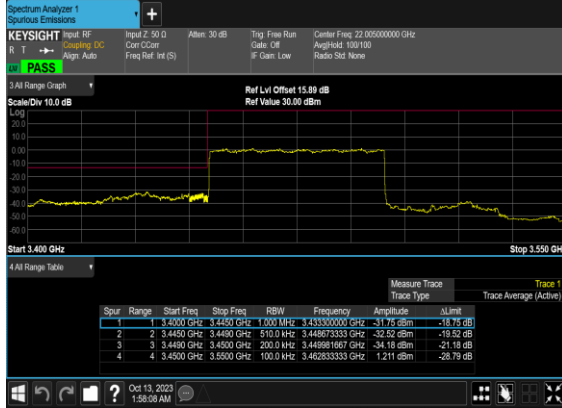 Spectrum Analyzer 1
Spurious Emissions
KEYSIGHT Input: RF Input Z: 50 Ω Atten: 30 dB Trig: Free Run Center Freq: 22.005000000 GHz
R T Coupling: DC Corr CCorr Gate: Off Avg|Hold: 100/100
Align: Auto Freq Ref: Int (S) IF Gain: Low Radio Std: None
PASS
3 All Range Graph
Ref Lvl Offset 15.89 dB
Scale/Div 10.0 dB Ref Value 30.00 dBm
Log
20.0
10.0
0.00
-10.0
-20.0
-30.0
-40.0
-50.0
-60.0
Start 3.400 GHz Stop 3.550 GH
4 All Range Table
Measure Trace Trace 1
Trace Type Trace Average (Active)
Spur Range Start Freq Stop Freq RBW Frequency Amplitude ΔLimit
1 1 3.4000 GHz 3.4450 GHz 1.000 MHz 3.433300000 GHz -31.75 dBm -18.75 dB
2 2 3.4450 GHz 3.4490 GHz 510.0 kHz 3.448673333 GHz -32.52 dBm -19.52 dB
3 3 3.4490 GHz 3.4500 GHz 200.0 kHz 3.449981667 GHz -34.18 dBm -21.18 dB
4 4 3.4500 GHz 3.5500 GHz 100.0 kHz 3.462833333 GHz 1.211 dBm -28.79 dB
Oct 13, 2023
1:58:08 AM